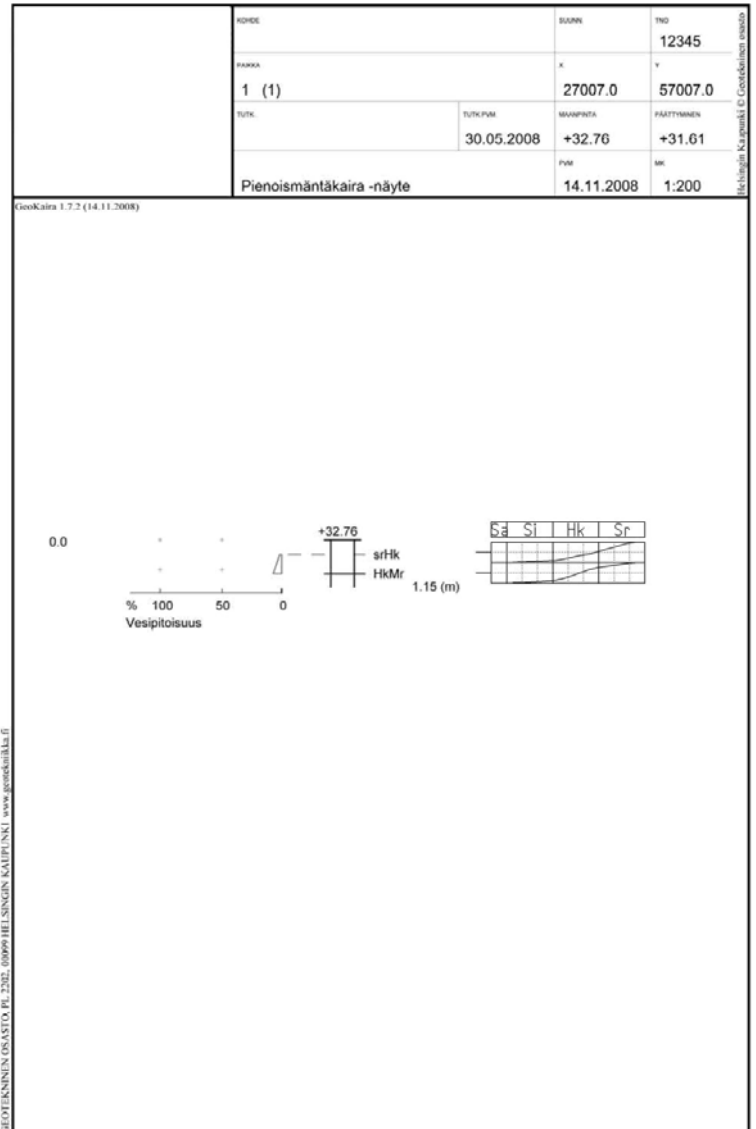 KOHDE
SUUNN.
TNO
12345
PAIKKA
X
Y
1 (1)
27007.0
57007.0
TUTK.
TUTK.PVM
MAANPINTA
PÄÄTTYMINEN
30.05.2008
+32.76
+31.61
PVM
MK
Pienoismäntäkaira -näyte
14.11.2008
1:200
Helsingin Kaupunki © Geotekninen osasto
GeoKaira 1.7.2 (14.11.2008)
0.0
+32.76
srHk
HkMr
1.15 (m)
Sa Si Hk Sr
% 100 50 0
Vesipitoisuus
GEOTEKNINEN OSASTO, PL 2202, 00099 HELSINGIN KAUPUNKI www.geotekniikka.fi